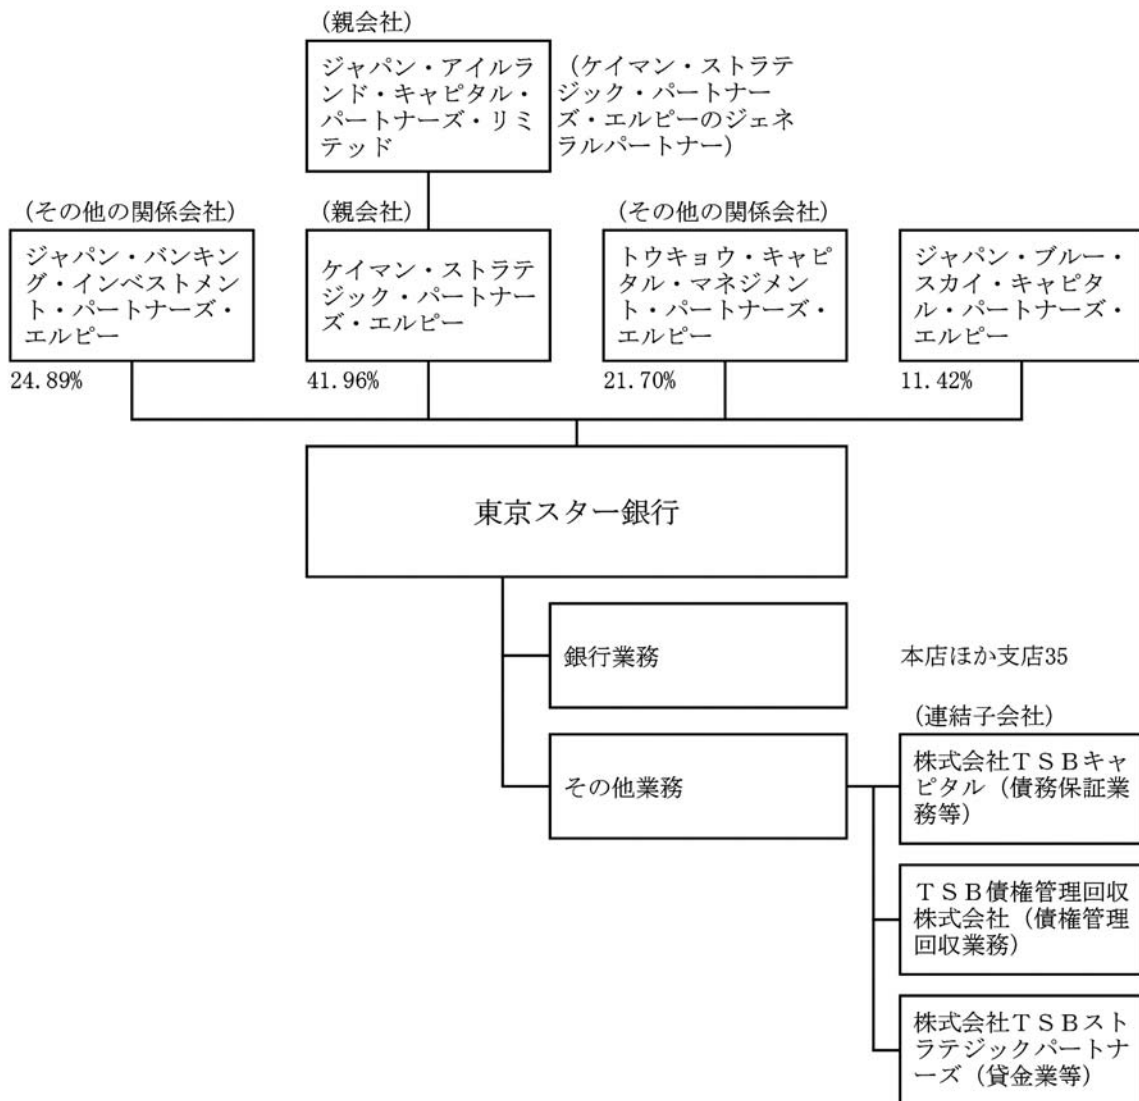 （親会社）
ジャパン・アイルラ
ンド・キャピタル・
パートナーズ・リミ
テッド
（ケイマン・ストラテ
ジック・パートナー
ズ・エルピーのジェネ
ラルパートナー）
（その他の関係会社）
ジャパン・バンキン
グ・インベストメン
ト・パートナーズ・
エルピー
24.89%
（親会社）
ケイマン・ストラテ
ジック・パートナー
ズ・エルピー
41.96%
（その他の関係会社）
トウキョウ・キャピ
タル・マネジメン
ト・パートナーズ・
エルピー
21.70%
ジャパン・ブルー・
スカイ・キャピタ
ル・パートナーズ・
エルピー
11.42%
東京スター銀行
銀行業務
本店ほか支店35
その他業務
（連結子会社）
株式会社ＴＳＢキャ
ピタル（債務保証業
務等）
ＴＳＢ債権管理回収
株式会社（債権管理
回収業務）
株式会社ＴＳＢスト
ラテジックパートナ
ーズ（貸金業等）